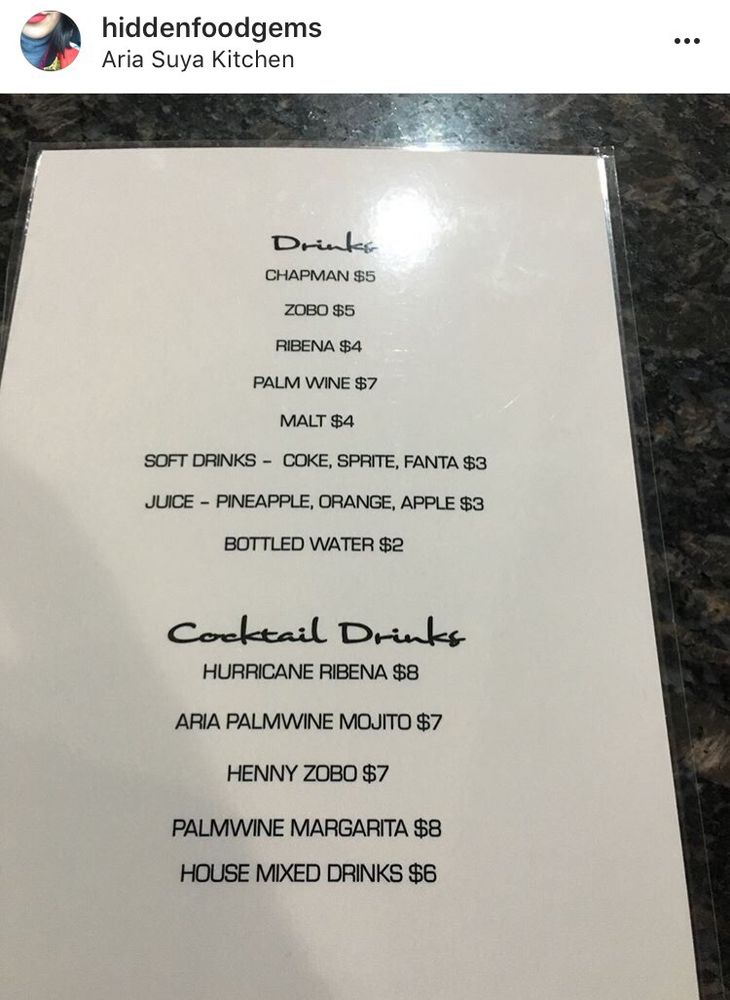 hiddenfoodgems
Aria Suya Kitchen
Drinks
CHAPMAN $5
ZOBO $5
RIBENA $4
PALM WINE $7
MALT $4
SOFT DRINKS - COKE, SPRITE, FANTA $3
JUICE - PINEAPPLE, ORANGE, APPLE $3
BOTTLED WATER $2
Cocktail Drinks
HURRICANE RIBENA $8
ARIA PALMWINE MOJITO $7
HENNY ZOBO $7
PALMWINE MARGARITA $8
HOUSE MIXED DRINKS $6